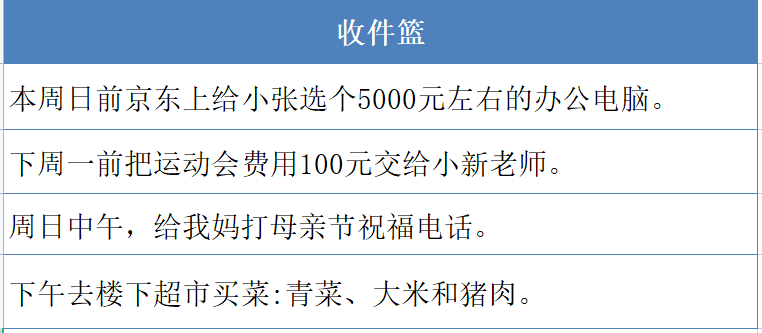 收件篮
本周日前京东上给小张选个5000元左右的办公电脑。
下周一前把运动会费用100元交给小新老师。
周日中午，给我妈打母亲节祝福电话。
下午去楼下超市买菜:青菜、大米和猪肉。